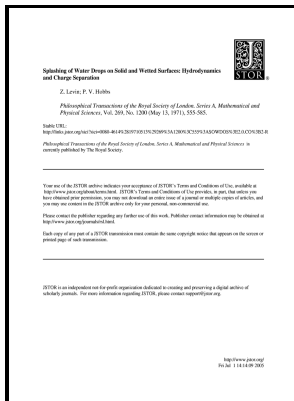 JSTOR
Splashing of Water Drops on Solid and Wetted Surfaces: Hydrodynamics
and Charge Separation
Z. Levin; P. V. Hobbs
Philosophical Transactions of the Royal Society of London. Series A, Mathematical and
Physical Sciences, Vol. 269, No. 1200 (May 13, 1971), 555-585.
Stable URL:
Philosophical Transactions of the Royal Society of London. Series A, Mathematical and Physical Sciences is
currently published by The Royal Society.
Your use of the JSTOR archive indicates your acceptance of JSTOR's Terms and Conditions of Use, available at
http://www.jstor.org/about/terms.html. JSTOR's Terms and Conditions of Use provides, in part, that unless you
have obtained prior permission, you may not download an entire issue of a journal or multiple copies of articles, and
you may use content in the JSTOR archive only for your personal, non-commercial use.
Please contact the publisher regarding any further use of this work. Publisher contact information may be obtained at
http://www.jstor.org/journals/rsl.html.
Each copy of any part of a JSTOR transmission must contain the same copyright notice that appears on the screen or
printed page of such transmission.
JSTOR is an independent not-for-profit organization dedicated to creating and preserving a digital archive of
scholarly journals. For more information regarding JSTOR, please contact support@jstor.org.
http://www.jstor.org/
Fri Jul 1 14:14:09 2005